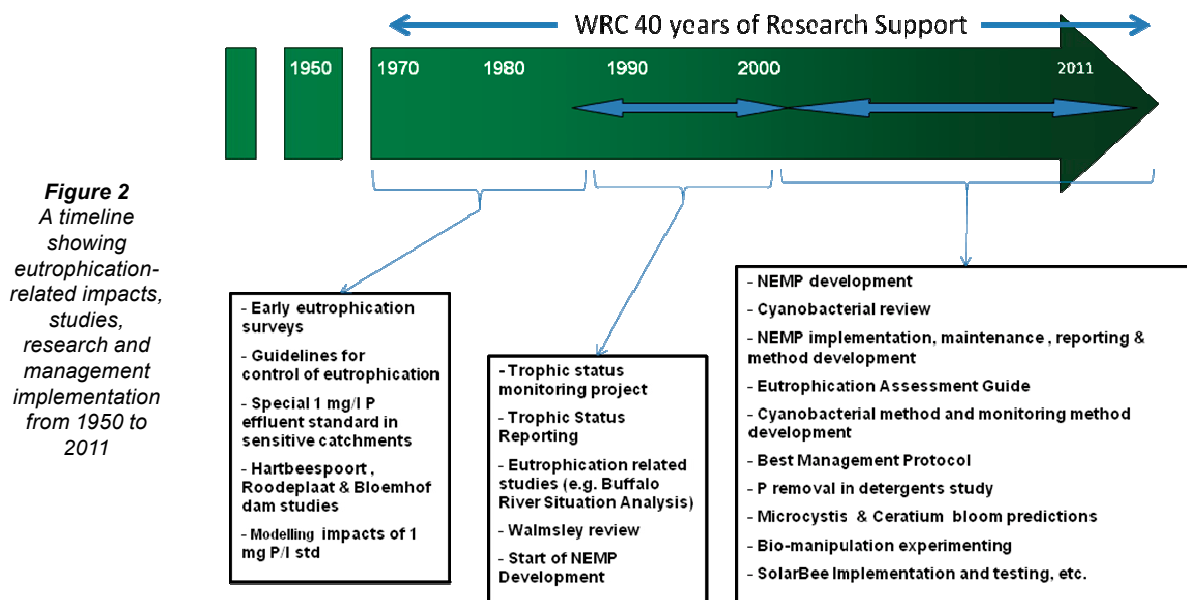 WRC 40 years of Research Support
1950 1970 1980 1990 2000 2011
Figure 2
A timeline
showing
eutrophication-
related impacts,
studies,
research and
management
implementation
from 1950 to
2011
- Early eutrophication
surveys
- Guidelines for
control of eutrophication
- Special 1 mg/l P
effluent standard in
sensitive catchments
- Hartbeespoort,
Roodeplaat & Bloemhof
dam studies
- Modelling impacts of 1
mg P/l std
- Trophic status
monitoring project
- Trophic Status
Reporting
- Eutrophication related
studies (e.g. Buffalo
River Situation Analysis)
- Walmsley review
- Start of NEMP
Development
- NEMP development
- Cyanobacterial review
- NEMP implementation, maintenance, reporting &
method development
- Eutrophication Assessment Guide
- Cyanobacterial method and monitoring method
development
- Best Management Protocol
- P removal in detergents study
- Microcystis & Ceratium bloom predictions
- Bio-manipulation experimenting
- SolarBee Implementation and testing, etc.